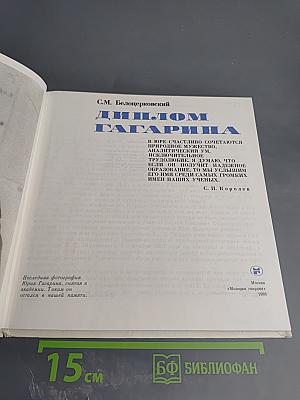 С.М. Белоцерковский
ДИПЛОМ
ГАГАРИНА
В ЮРЕ СЧАСТЛИВО СОЧЕТАЮТСЯ
ПРИРОДНОЕ МУЖЕСТВО,
АНАЛИТИЧЕСКИЙ УМ,
ИСКЛЮЧИТЕЛЬНОЕ
ТРУДОЛЮБИЕ. Я ДУМАЮ, ЧТО
ЕСЛИ ОН ПОЛУЧИТ НАДЛЕЖНОЕ
ОБРАЗОВАНИЕ, ТО МЫ УСЛЫШИМ
ЕГО ИМЯ СРЕДИ САМЫХ ГРОМКИХ
ИМЕН НАШИХ УЧЕНЫХ.
С. П. Королев
Последняя фотография
Юрия Гагарина, снятая в
академии. Таким он
остался в нашей памяти.
Москва
«Молодая гвардия"
1986
15 см
БФ БИБЛИОФАН